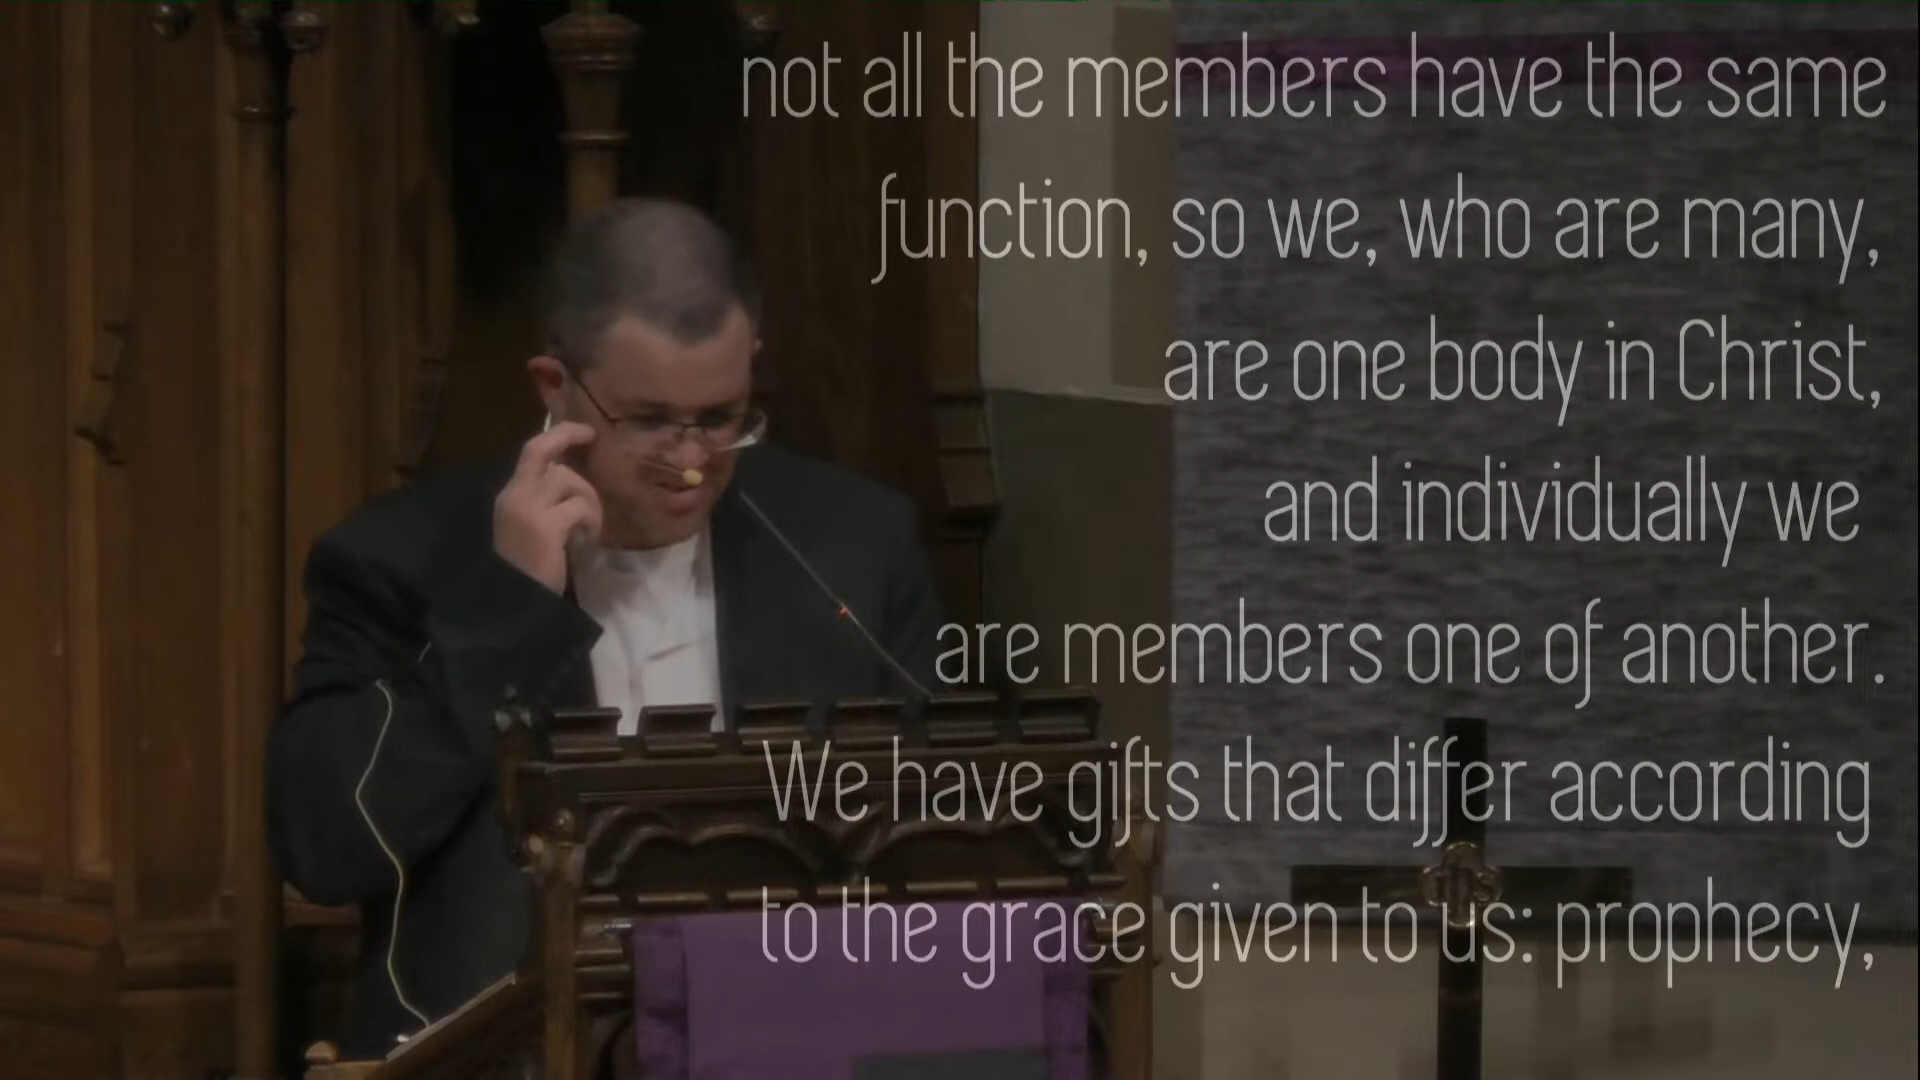 not all the members have the same
function, so we, who are many,
are one body in Christ,
and individually we
are members one of another.
We have gifts that differ according
to the grace given to us: prophecy,
IHS